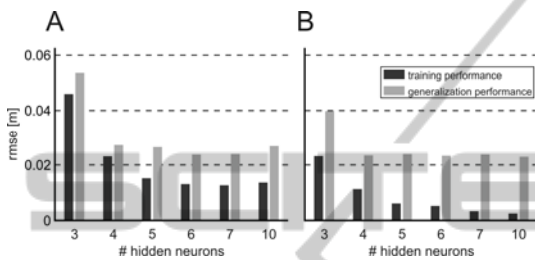 A
B
0.06
0.04
0.02
0
rmse [m]
training performance
generalization performance
3 4 5 6 7 10
3 4 5 6 7 10
# hidden neurons
# hidden neurons